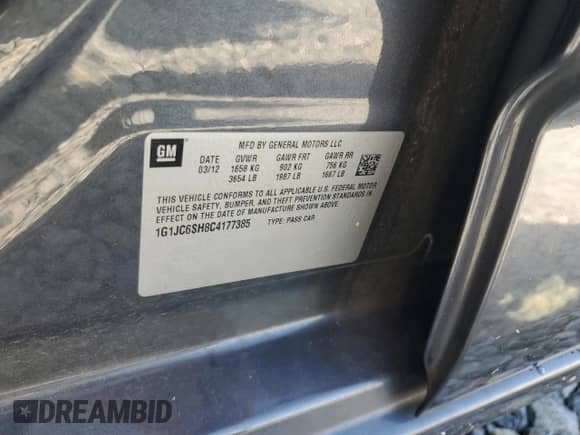 GM
MFD BY GENERAL MOTORS LLC
DATE GVWR GAWR FRT GAWR RR
03/12 1658 KG 902 KG 756 KG
3654 LB 1987 LB 1667 LB
THIS VEHICLE CONFORMS TO ALL APPLICABLE U.S. FEDERAL MOTOR
VEHICLE SAFETY, BUMPER, AND THEFT PREVENTION STANDARDS IN
EFFECT ON THE DATE OF MANUFACTURE SHOWN ABOVE.
1G1JC6SH8C4177385 TYPE: PASS CAR
DREAMBID